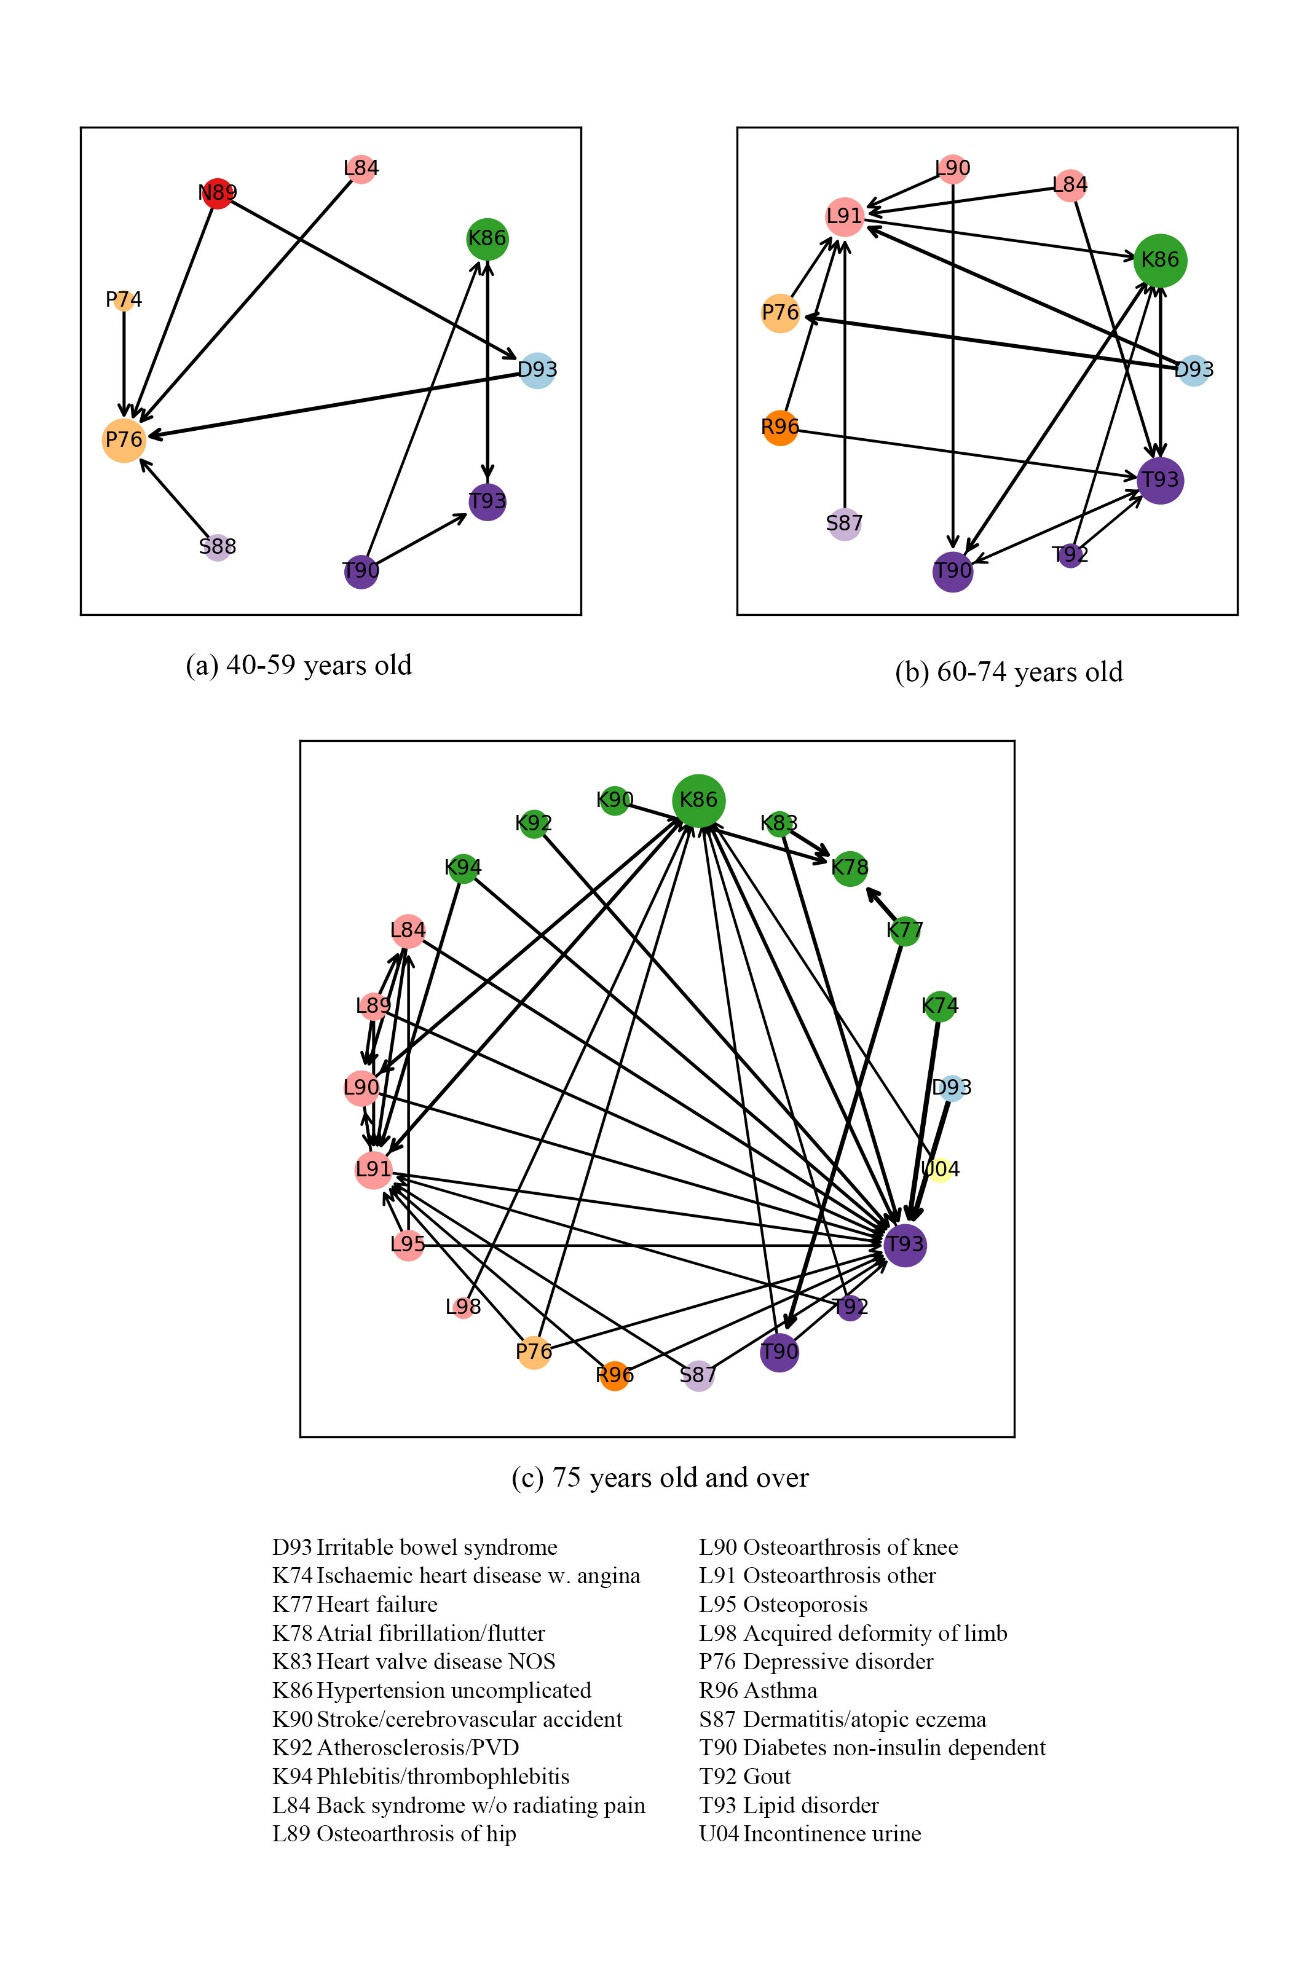 L84
N89
K86
P74
D93
P76
T93
S88
T90
(a) 40-59 years old
L90
L84
L91
K86
P76
D93
R96
T93
S87
T92
T90
(b) 60-74 years old
K90
K86
K92
K83
K94
K78
L84
K77
L89
K74
L90
D93
L91
U04
L95
T93
L98
T92
P76
T90
R96
S87
(c) 75 years old and over
D93 Irritable bowel syndrome
K74 Ischaemic heart disease w. angina
K77 Heart failure
K78 Atrial fibrillation/flutter
K83 Heart valve disease NOS
K86 Hypertension uncomplicated
K90 Stroke/cerebrovascular accident
K92 Atherosclerosis/PVD
K94 Phlebitis/thrombophlebitis
L84 Back syndrome w/o radiating pain
L89 Osteoarthrosis of hip
L90 Osteoarthrosis of knee
L91 Osteoarthrosis other
L95 Osteoporosis
L98 Acquired deformity of limb
P76 Depressive disorder
R96 Asthma
S87 Dermatitis/atopic eczema
T90 Diabetes non-insulin dependent
T92 Gout
T93 Lipid disorder
U04 Incontinence urine